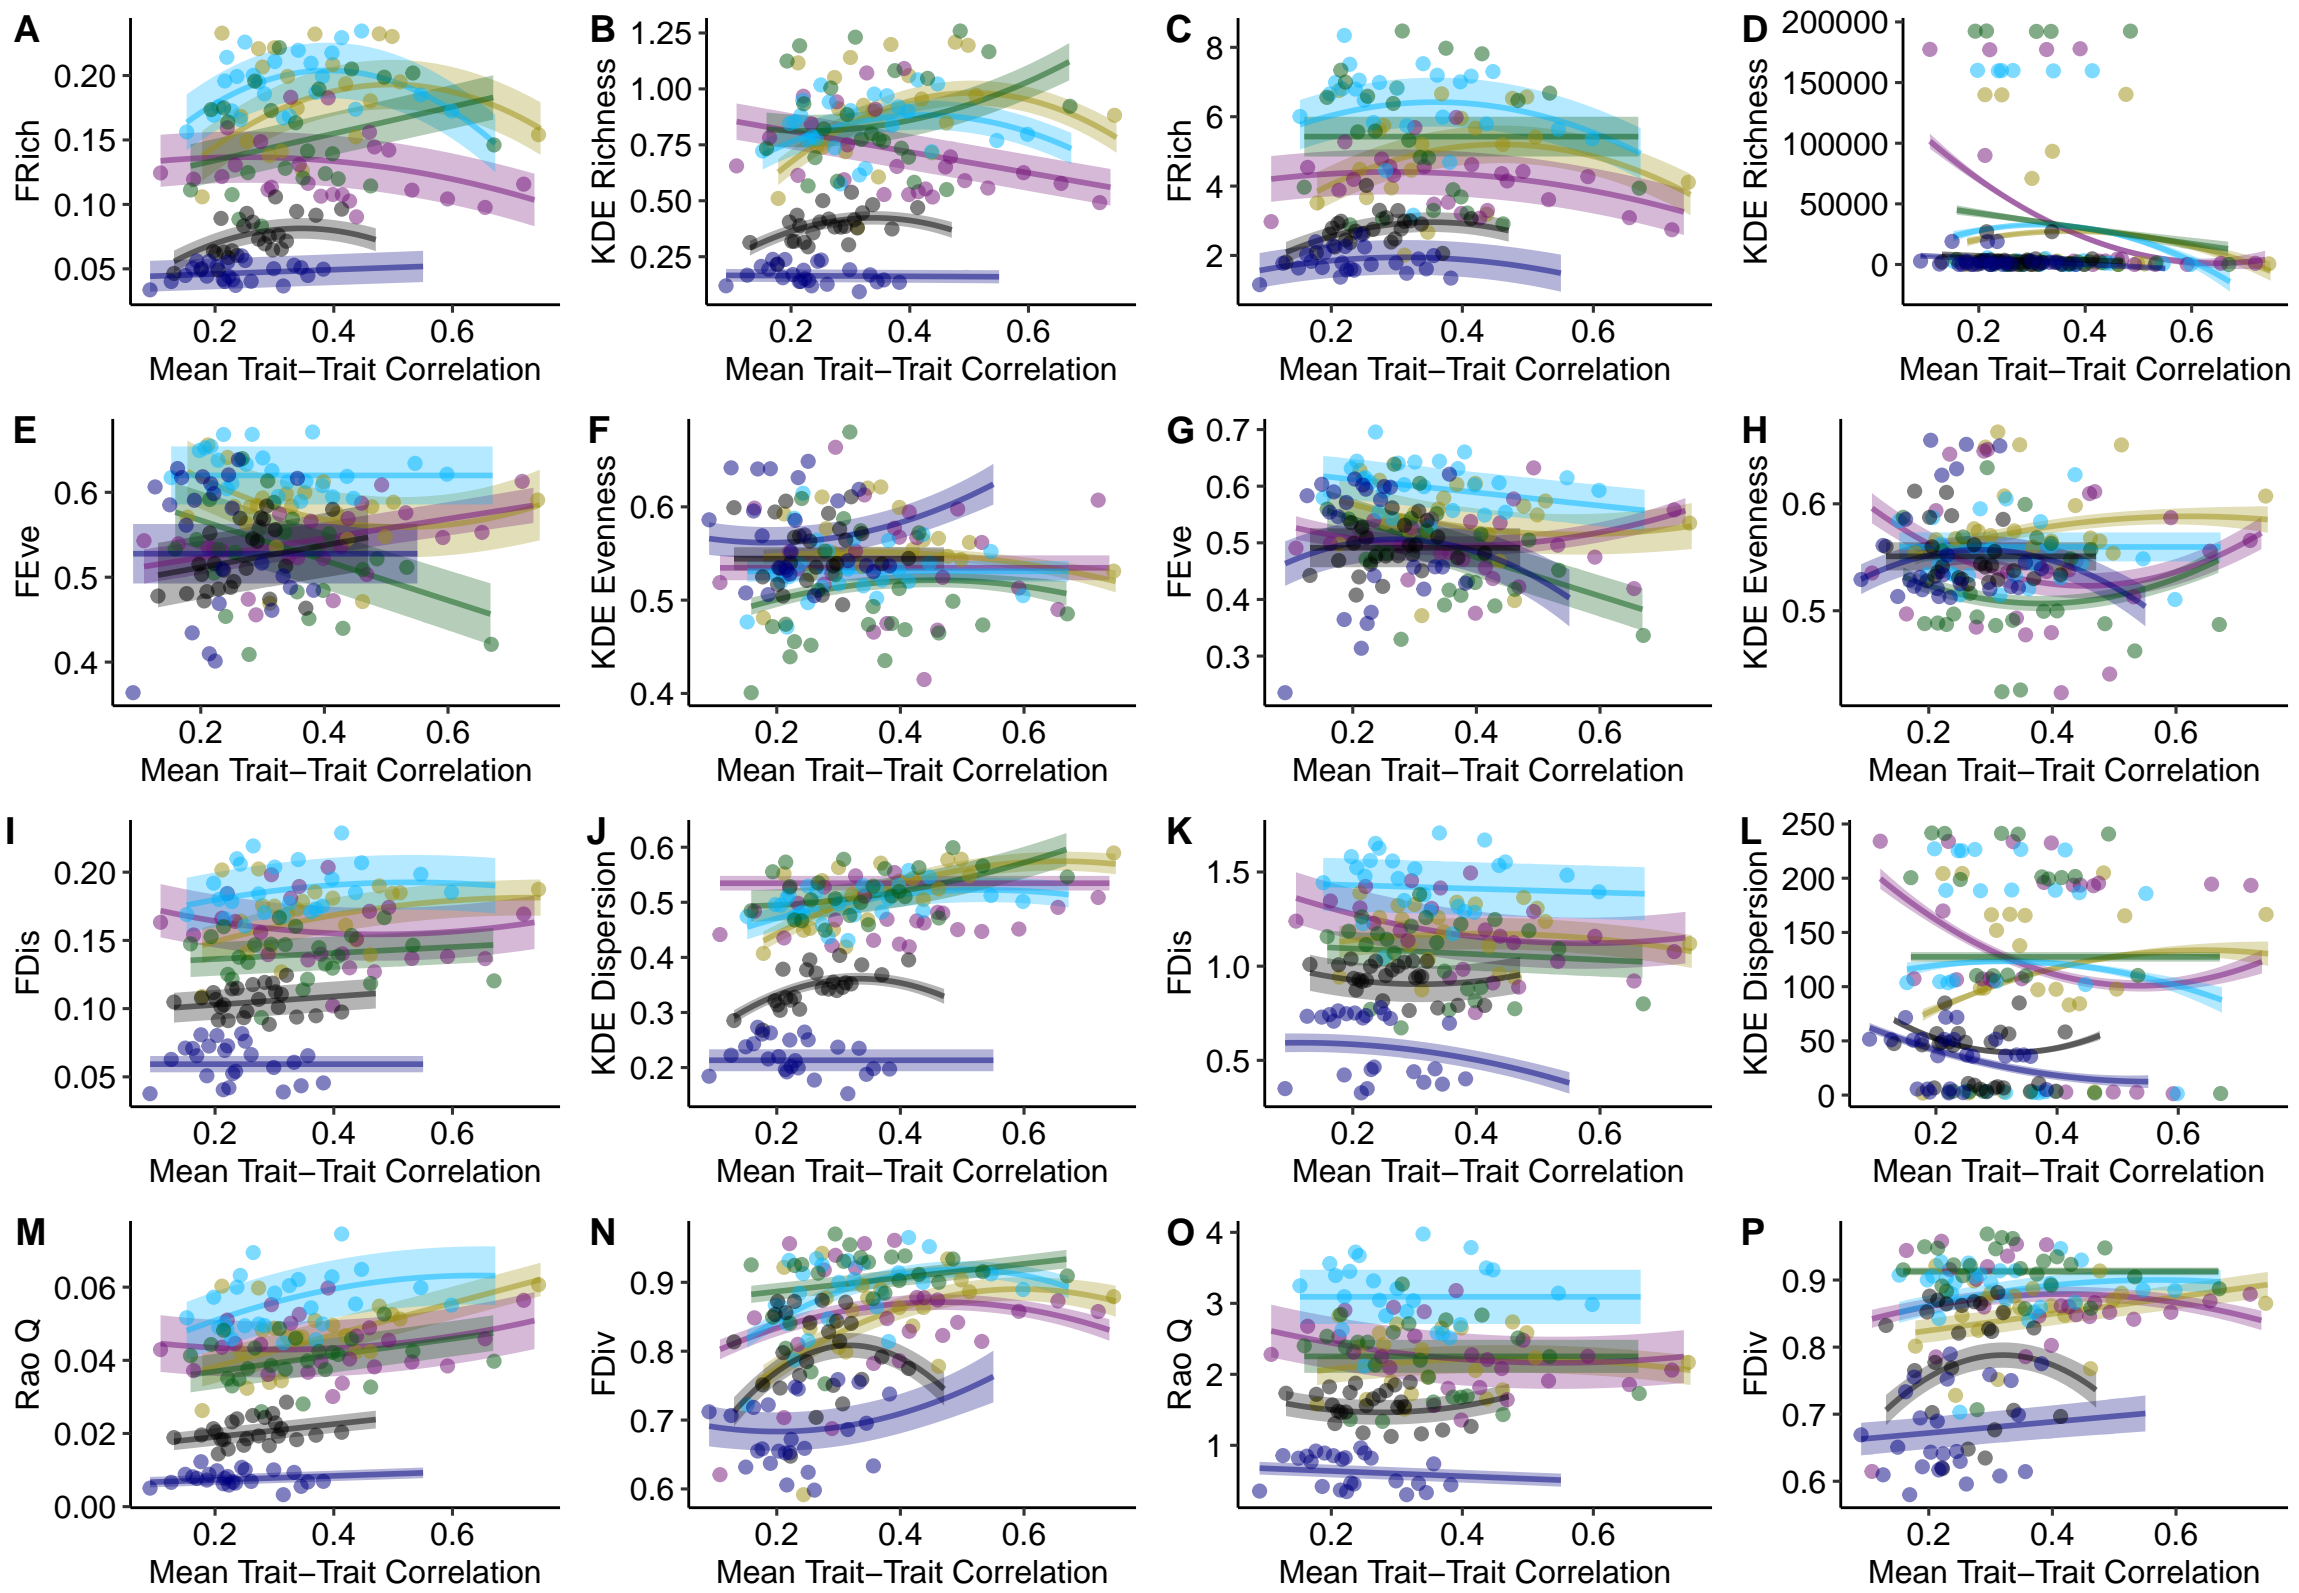 A
FRich
0.20
0.15
0.10
0.05
0.2 0.4 0.6
Mean Trait−Trait Correlation
B
KDE Richness
1.25
1.00
0.75
0.50
0.25
0.2 0.4 0.6
Mean Trait−Trait Correlation
C
FRich
8
6
4
2
0.2 0.4 0.6
Mean Trait−Trait Correlation
D
KDE Richness
200000
150000
100000
50000
0
0.2 0.4 0.6
Mean Trait−Trait Correlation
E
FEve
0.6
0.5
0.4
0.2 0.4 0.6
Mean Trait−Trait Correlation
F
KDE Evenness
0.6
0.5
0.4
0.2 0.4 0.6
Mean Trait−Trait Correlation
G
FEve
0.7
0.6
0.5
0.4
0.3
0.2 0.4 0.6
Mean Trait−Trait Correlation
H
KDE Evenness
0.6
0.5
0.2 0.4 0.6
Mean Trait−Trait Correlation
I
FDis
0.20
0.15
0.10
0.05
0.2 0.4 0.6
Mean Trait−Trait Correlation
J
KDE Dispersion
0.6
0.5
0.4
0.3
0.2
0.2 0.4 0.6
Mean Trait−Trait Correlation
K
FDis
1.5
1.0
0.5
0.2 0.4 0.6
Mean Trait−Trait Correlation
L
KDE Dispersion
250
200
150
100
50
0
0.2 0.4 0.6
Mean Trait−Trait Correlation
M
Rao Q
0.06
0.04
0.02
0.00
0.2 0.4 0.6
Mean Trait−Trait Correlation
N
FDiv
0.9
0.8
0.7
0.6
0.2 0.4 0.6
Mean Trait−Trait Correlation
O
Rao Q
4
3
2
1
0.2 0.4 0.6
Mean Trait−Trait Correlation
P
FDiv
0.9
0.8
0.7
0.6
0.2 0.4 0.6
Mean Trait−Trait Correlation